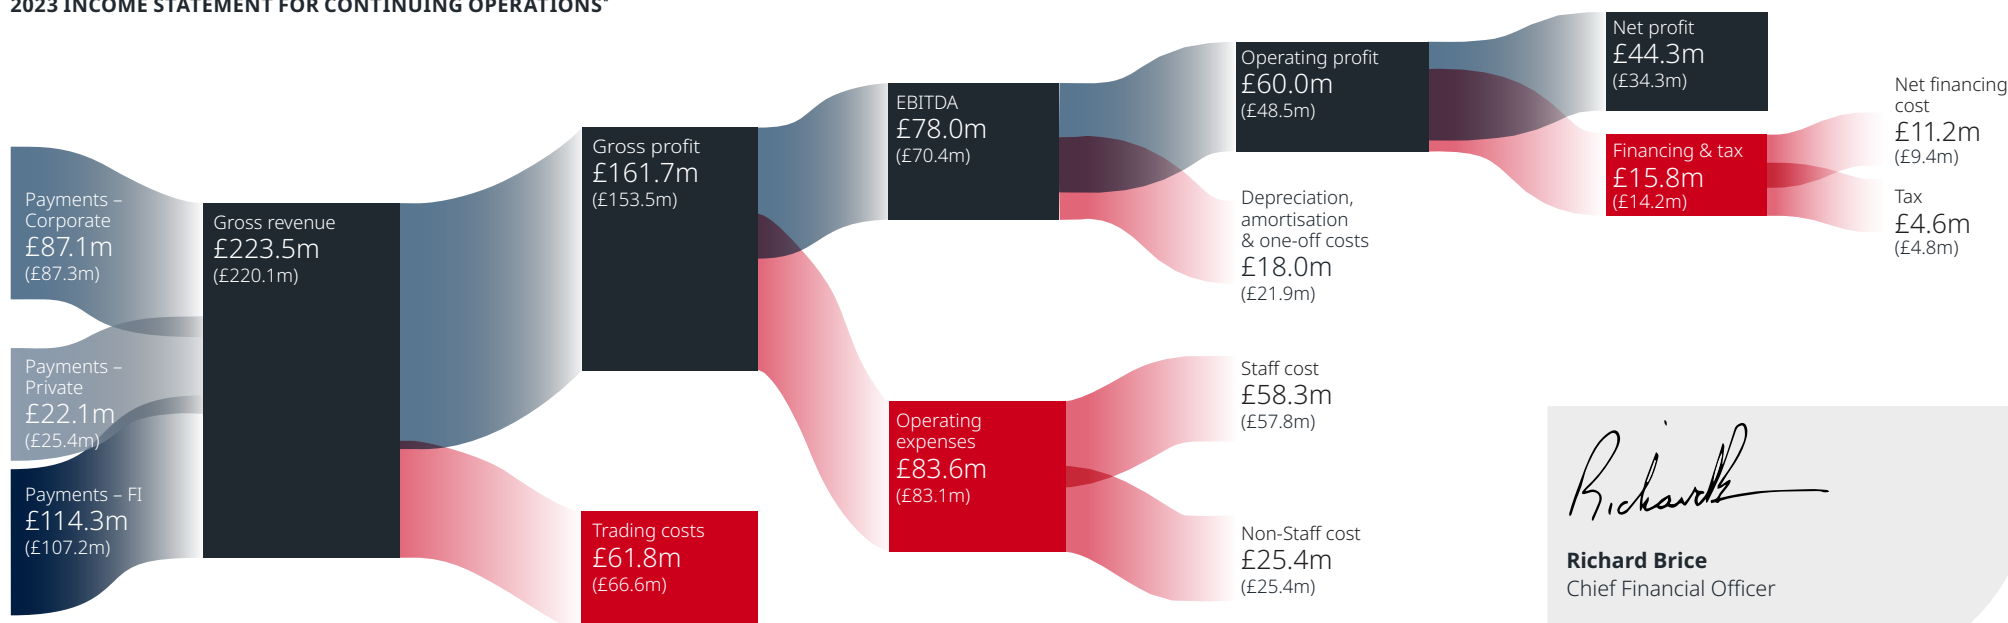 2023 INCOME STATEMENT FOR CONTINUING OPERATIONS*
Payments –
Corporate
£87.1m
(£87.3m)
Payments –
Private
£22.1m
(£25.4m)
Payments – FI
£114.3m
(£107.2m)
Gross revenue
£223.5m
(£220.1m)
Gross profit
£161.7m
(£153.5m)
Trading costs
£61.8m
(£66.6m)
EBITDA
£78.0m
(£70.4m)
Operating
expenses
£83.6m
(£83.1m)
Operating profit
£60.0m
(£48.5m)
Depreciation,
amortisation
& one-off costs
£18.0m
(£21.9m)
Staff cost
£58.3m
(£57.8m)
Non-Staff cost
£25.4m
(£25.4m)
Net profit
£44.3m
(£34.3m)
Financing & tax
£15.8m
(£14.2m)
Net financing
cost
£11.2m
(£9.4m)
Tax
£4.6m
(£4.8m)
Richard Brice
Chief Financial Officer